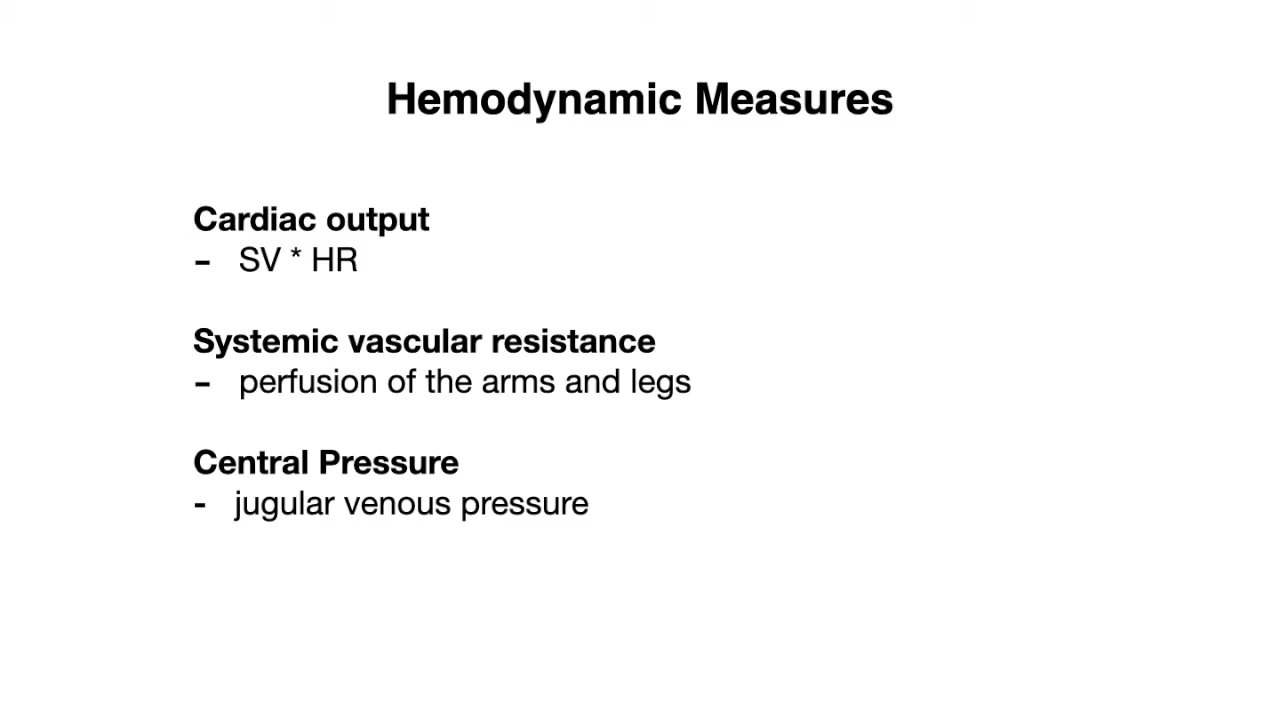 Hemodynamic Measures
Cardiac output
– SV * HR
Systemic vascular resistance
– perfusion of the arms and legs
Central Pressure
- jugular venous pressure